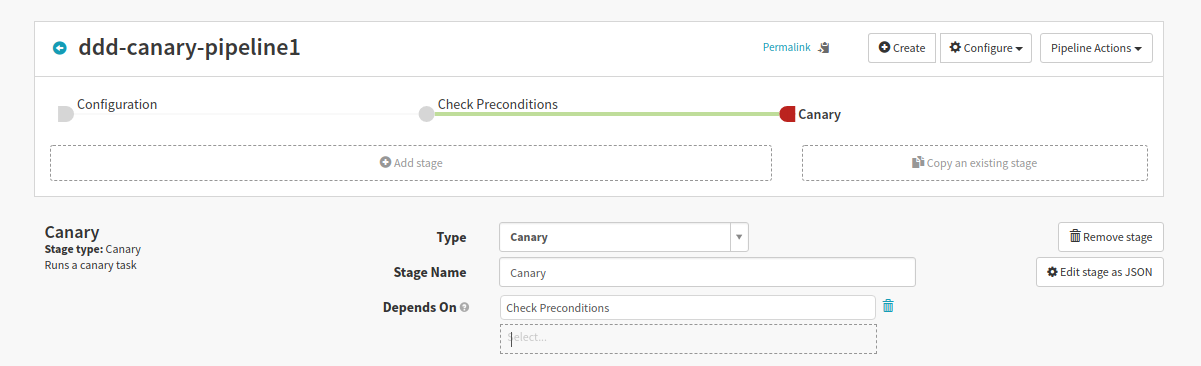 ddd-canary-pipeline1
Permalink
Create
Configure
Pipeline Actions
Configuration
Check Preconditions
Canary
Add stage
Copy an existing stage
Canary
Stage type: Canary
Runs a canary task
Type
Canary
Remove stage
Stage Name
Canary
Edit stage as JSON
Depends On
Check Preconditions
Select...